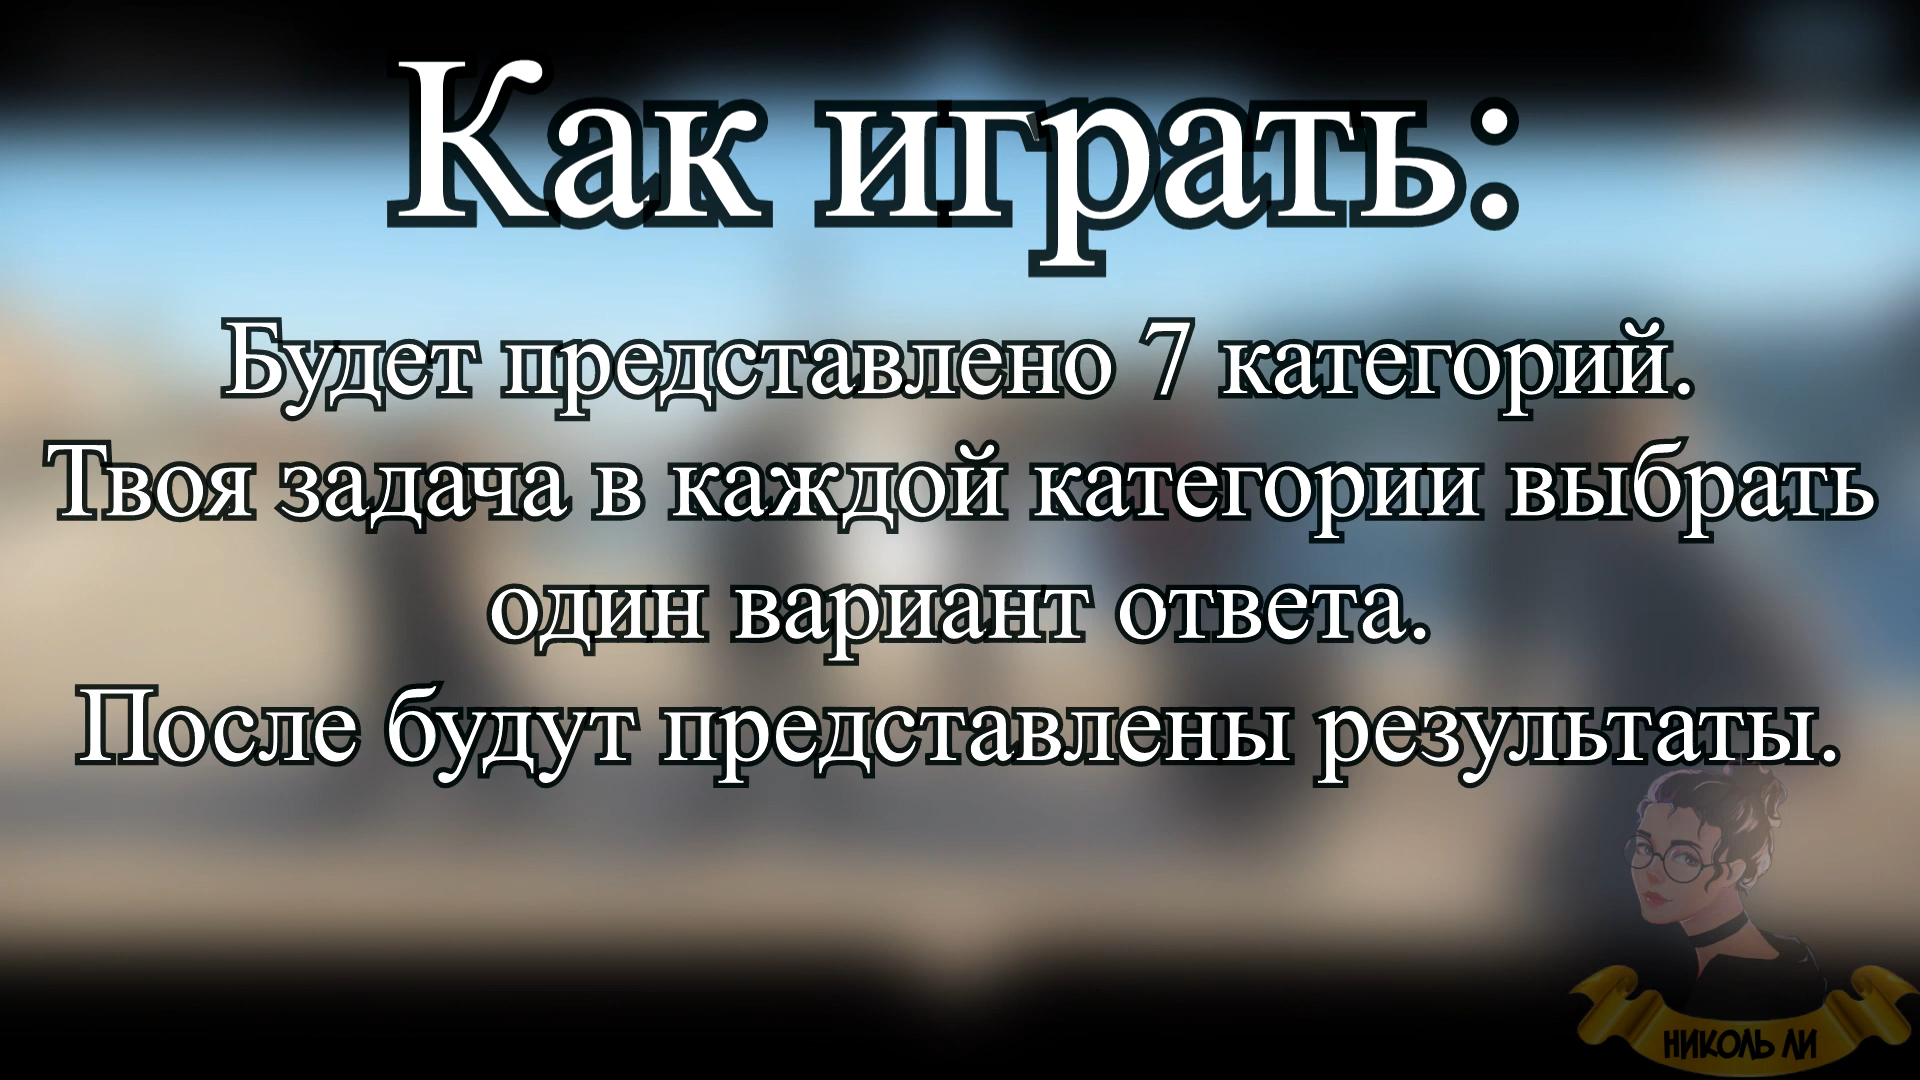 Как играть:
Будет представлено 7 категорий.
Твоя задача в каждой категории выбрать
один вариант ответа.
После будут представлены результаты.
НИКОЛЬ ЛИ